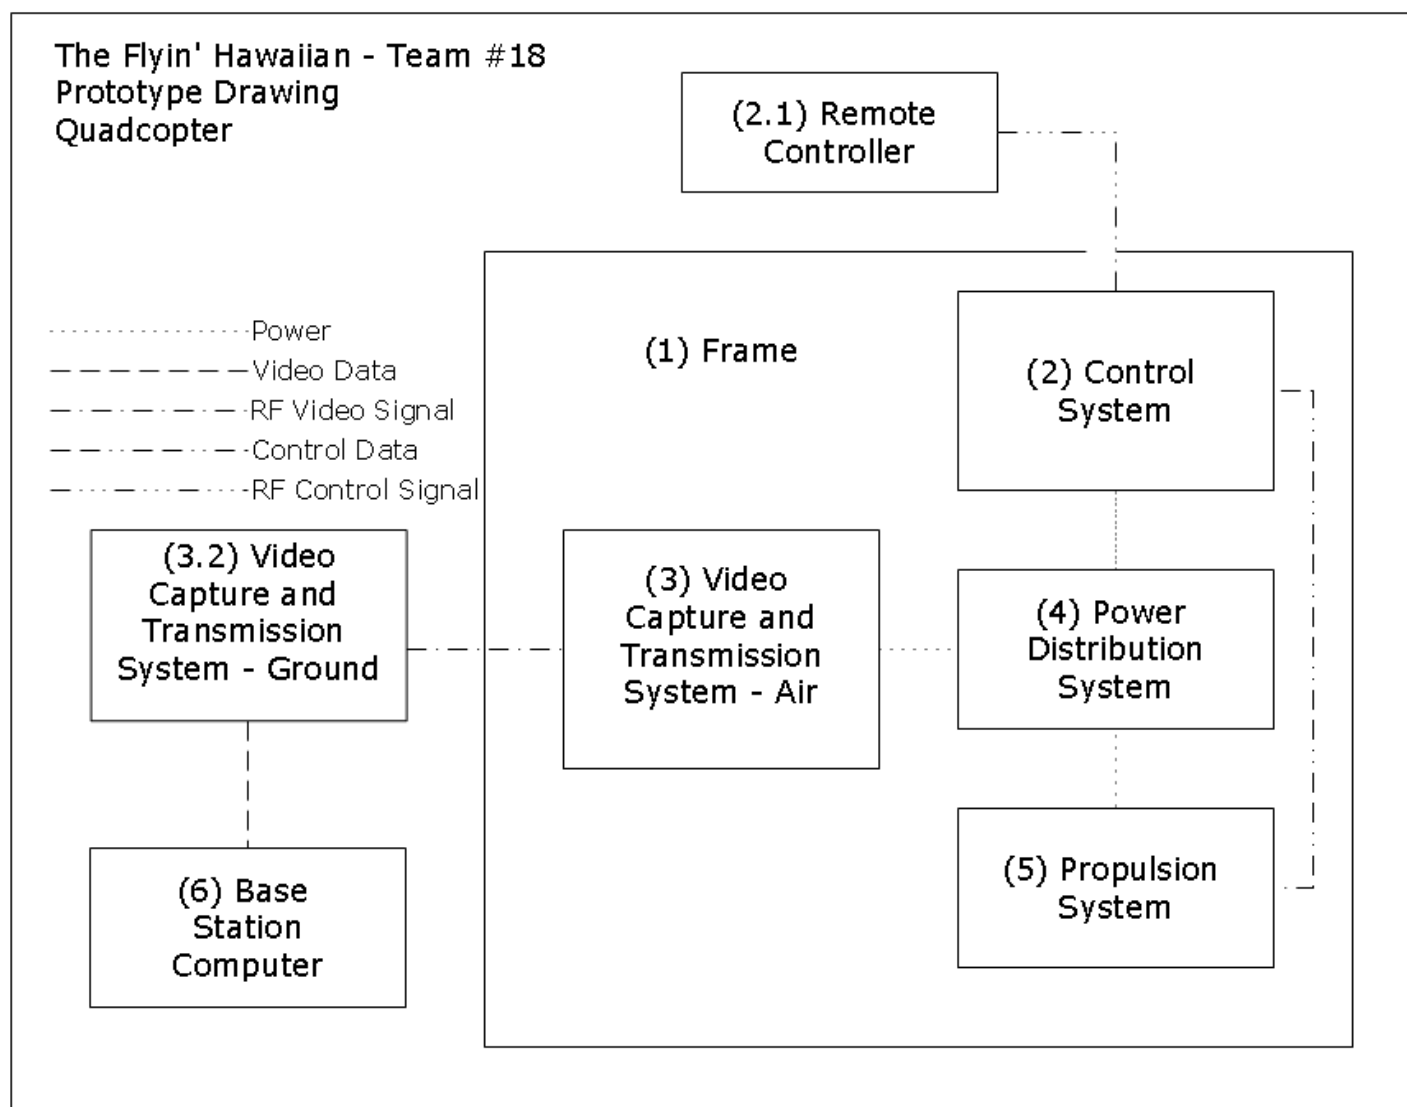 The Flyin' Hawaiian - Team #18
Prototype Drawing
Quadcopter
(2.1) Remote
Controller
(1) Frame
(2) Control
System
Power
Video Data
RF Video Signal
Control Data
RF Control Signal
(3.2) Video
Capture and
Transmission
System - Ground
(3) Video
Capture and
Transmission
System - Air
(4) Power
Distribution
System
(5) Propulsion
System
(6) Base
Station
Computer